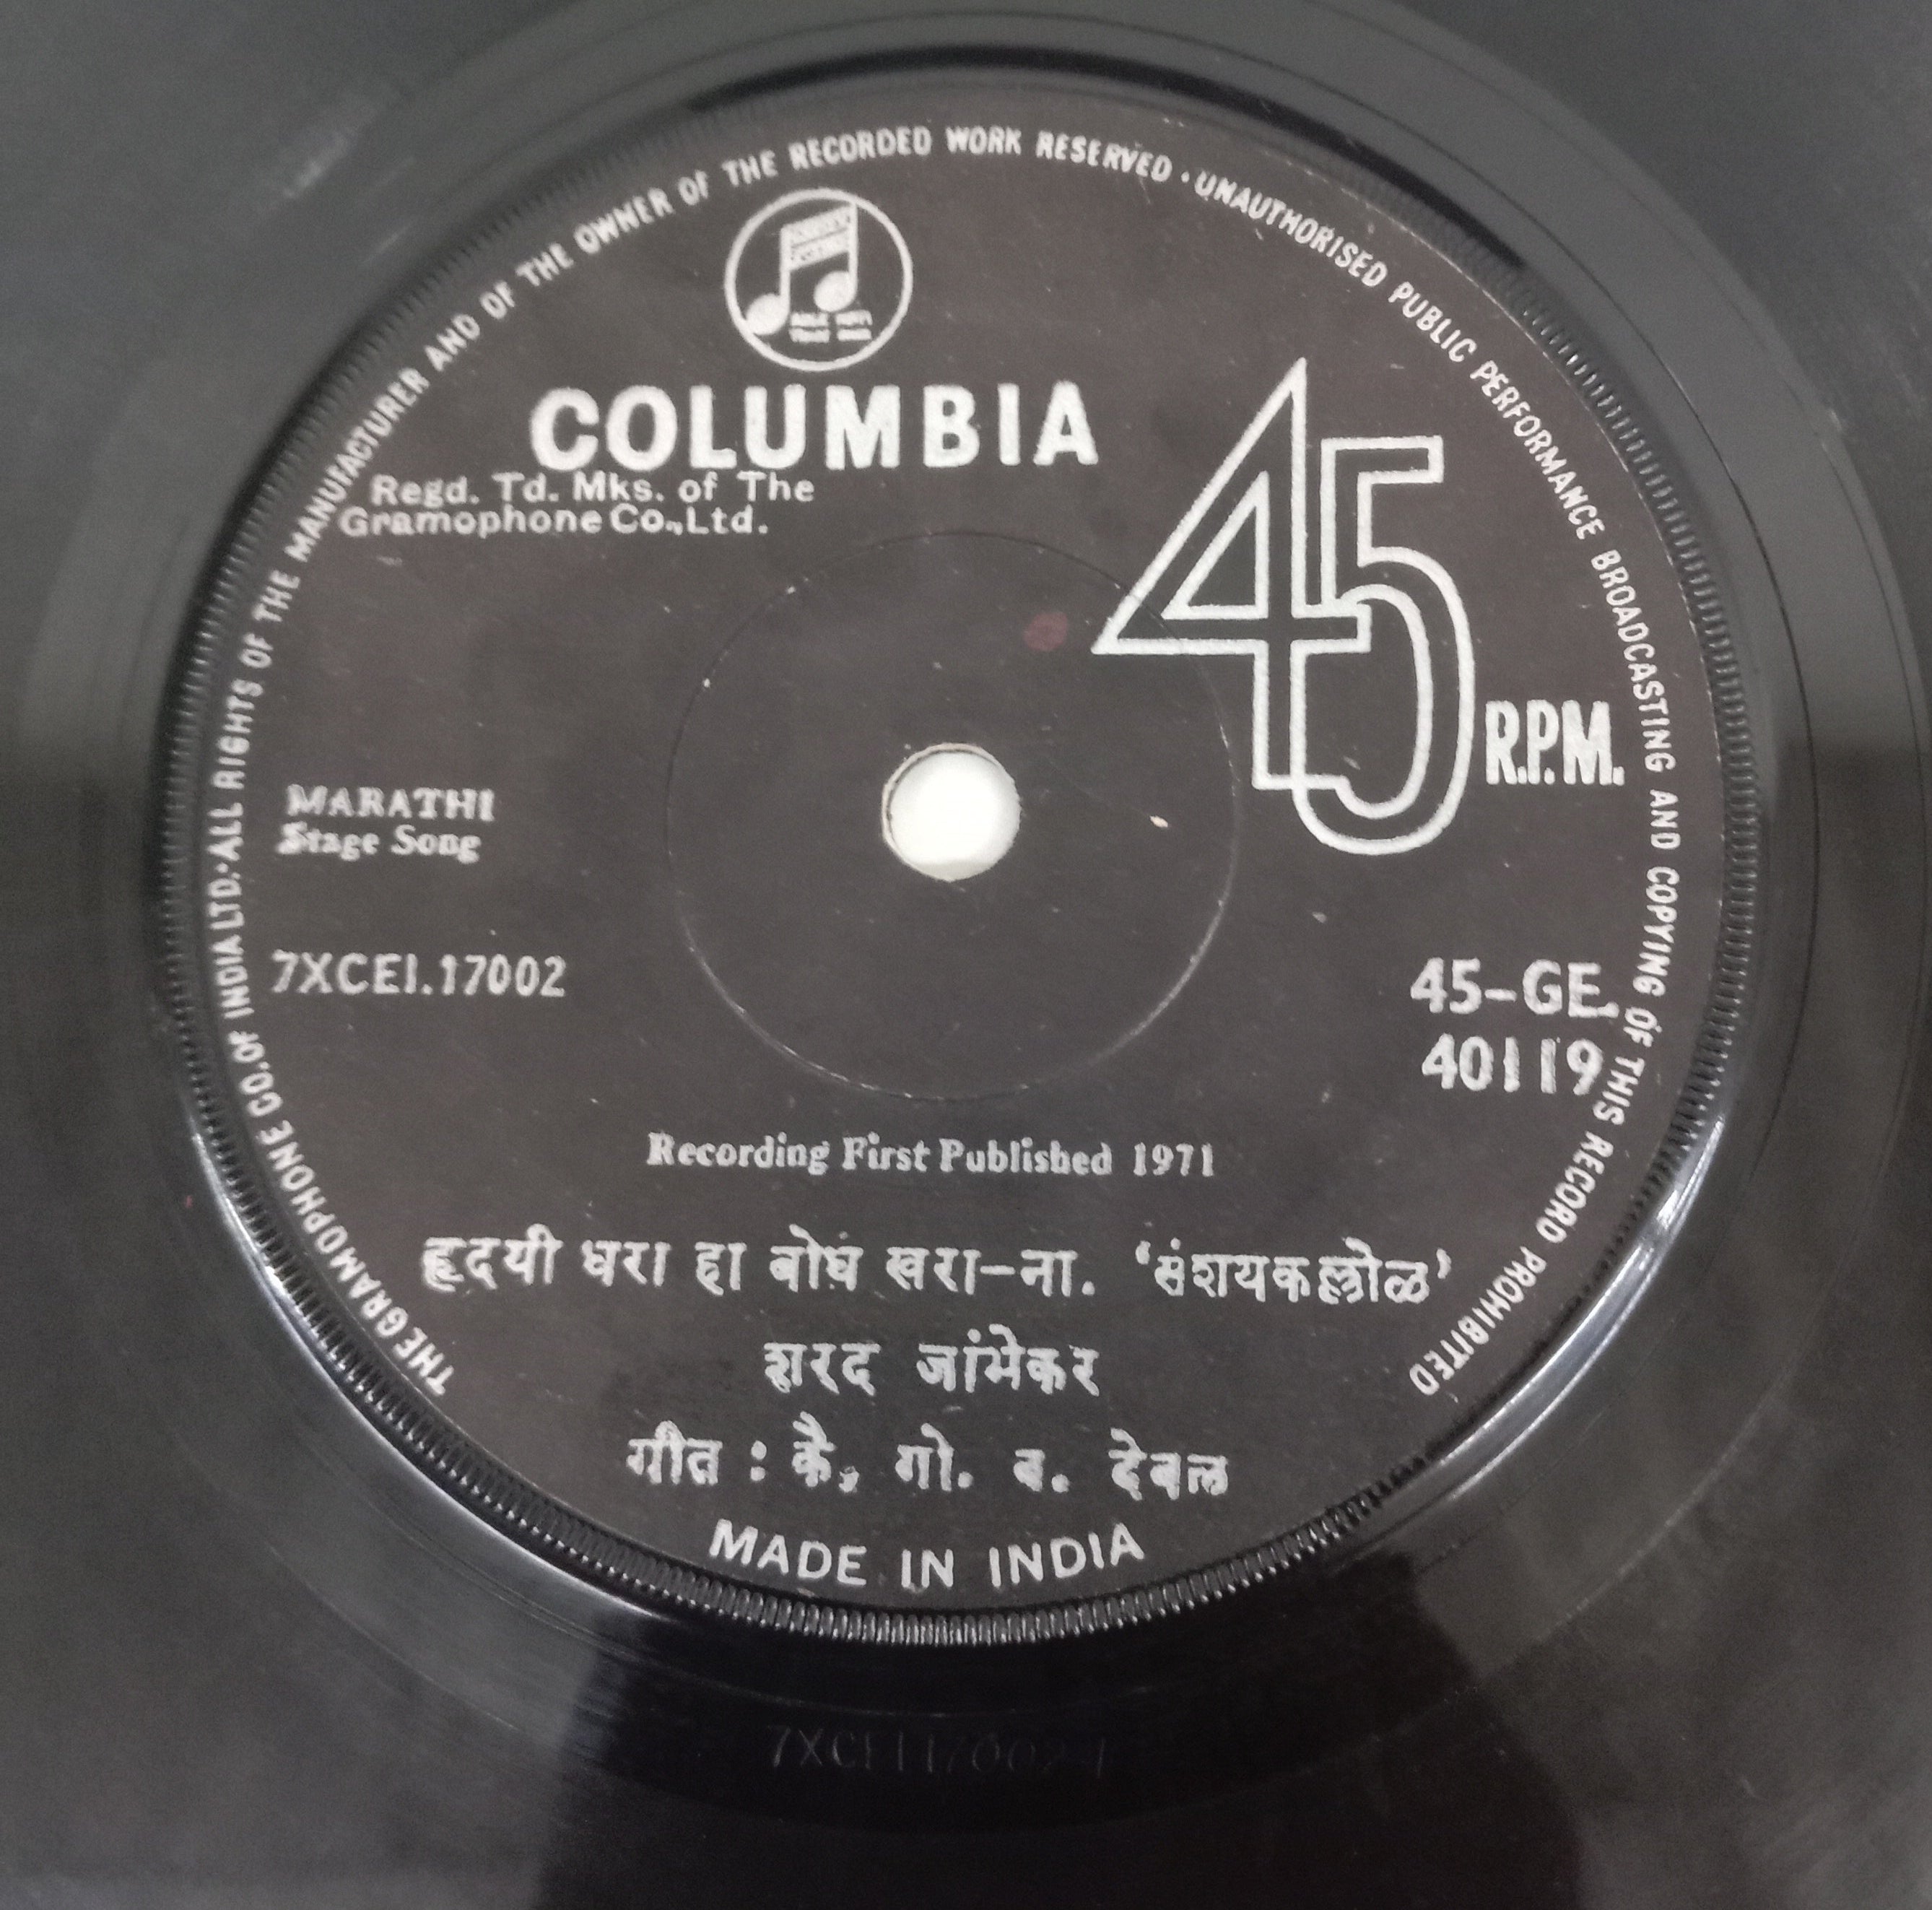 THE GRAMOPHONE CO. OF INDIA LTD. · ALL RIGHTS OF THE MANUFACTURER AND OF THE OWNER OF THE RECORDED WORK RESERVED · UNAUTHORISED PUBLIC PERFORMANCE BROADCASTING AND COPYING OF THIS RECORD PROHIBITED
COLUMBIA
Regd. Td. Mks. of The
Gramophone Co., Ltd.
45 R.P.M.
MARATHI
Stage Song
7XCEI.17002
45-GE.
40119
Recording First Published 1971
हृदयी धरा हा बोध खरा-ना. ‘संशयकल्लोळ’
शरद जांभेकर
गीत : कै, गो. ब. देबल
MADE IN INDIA